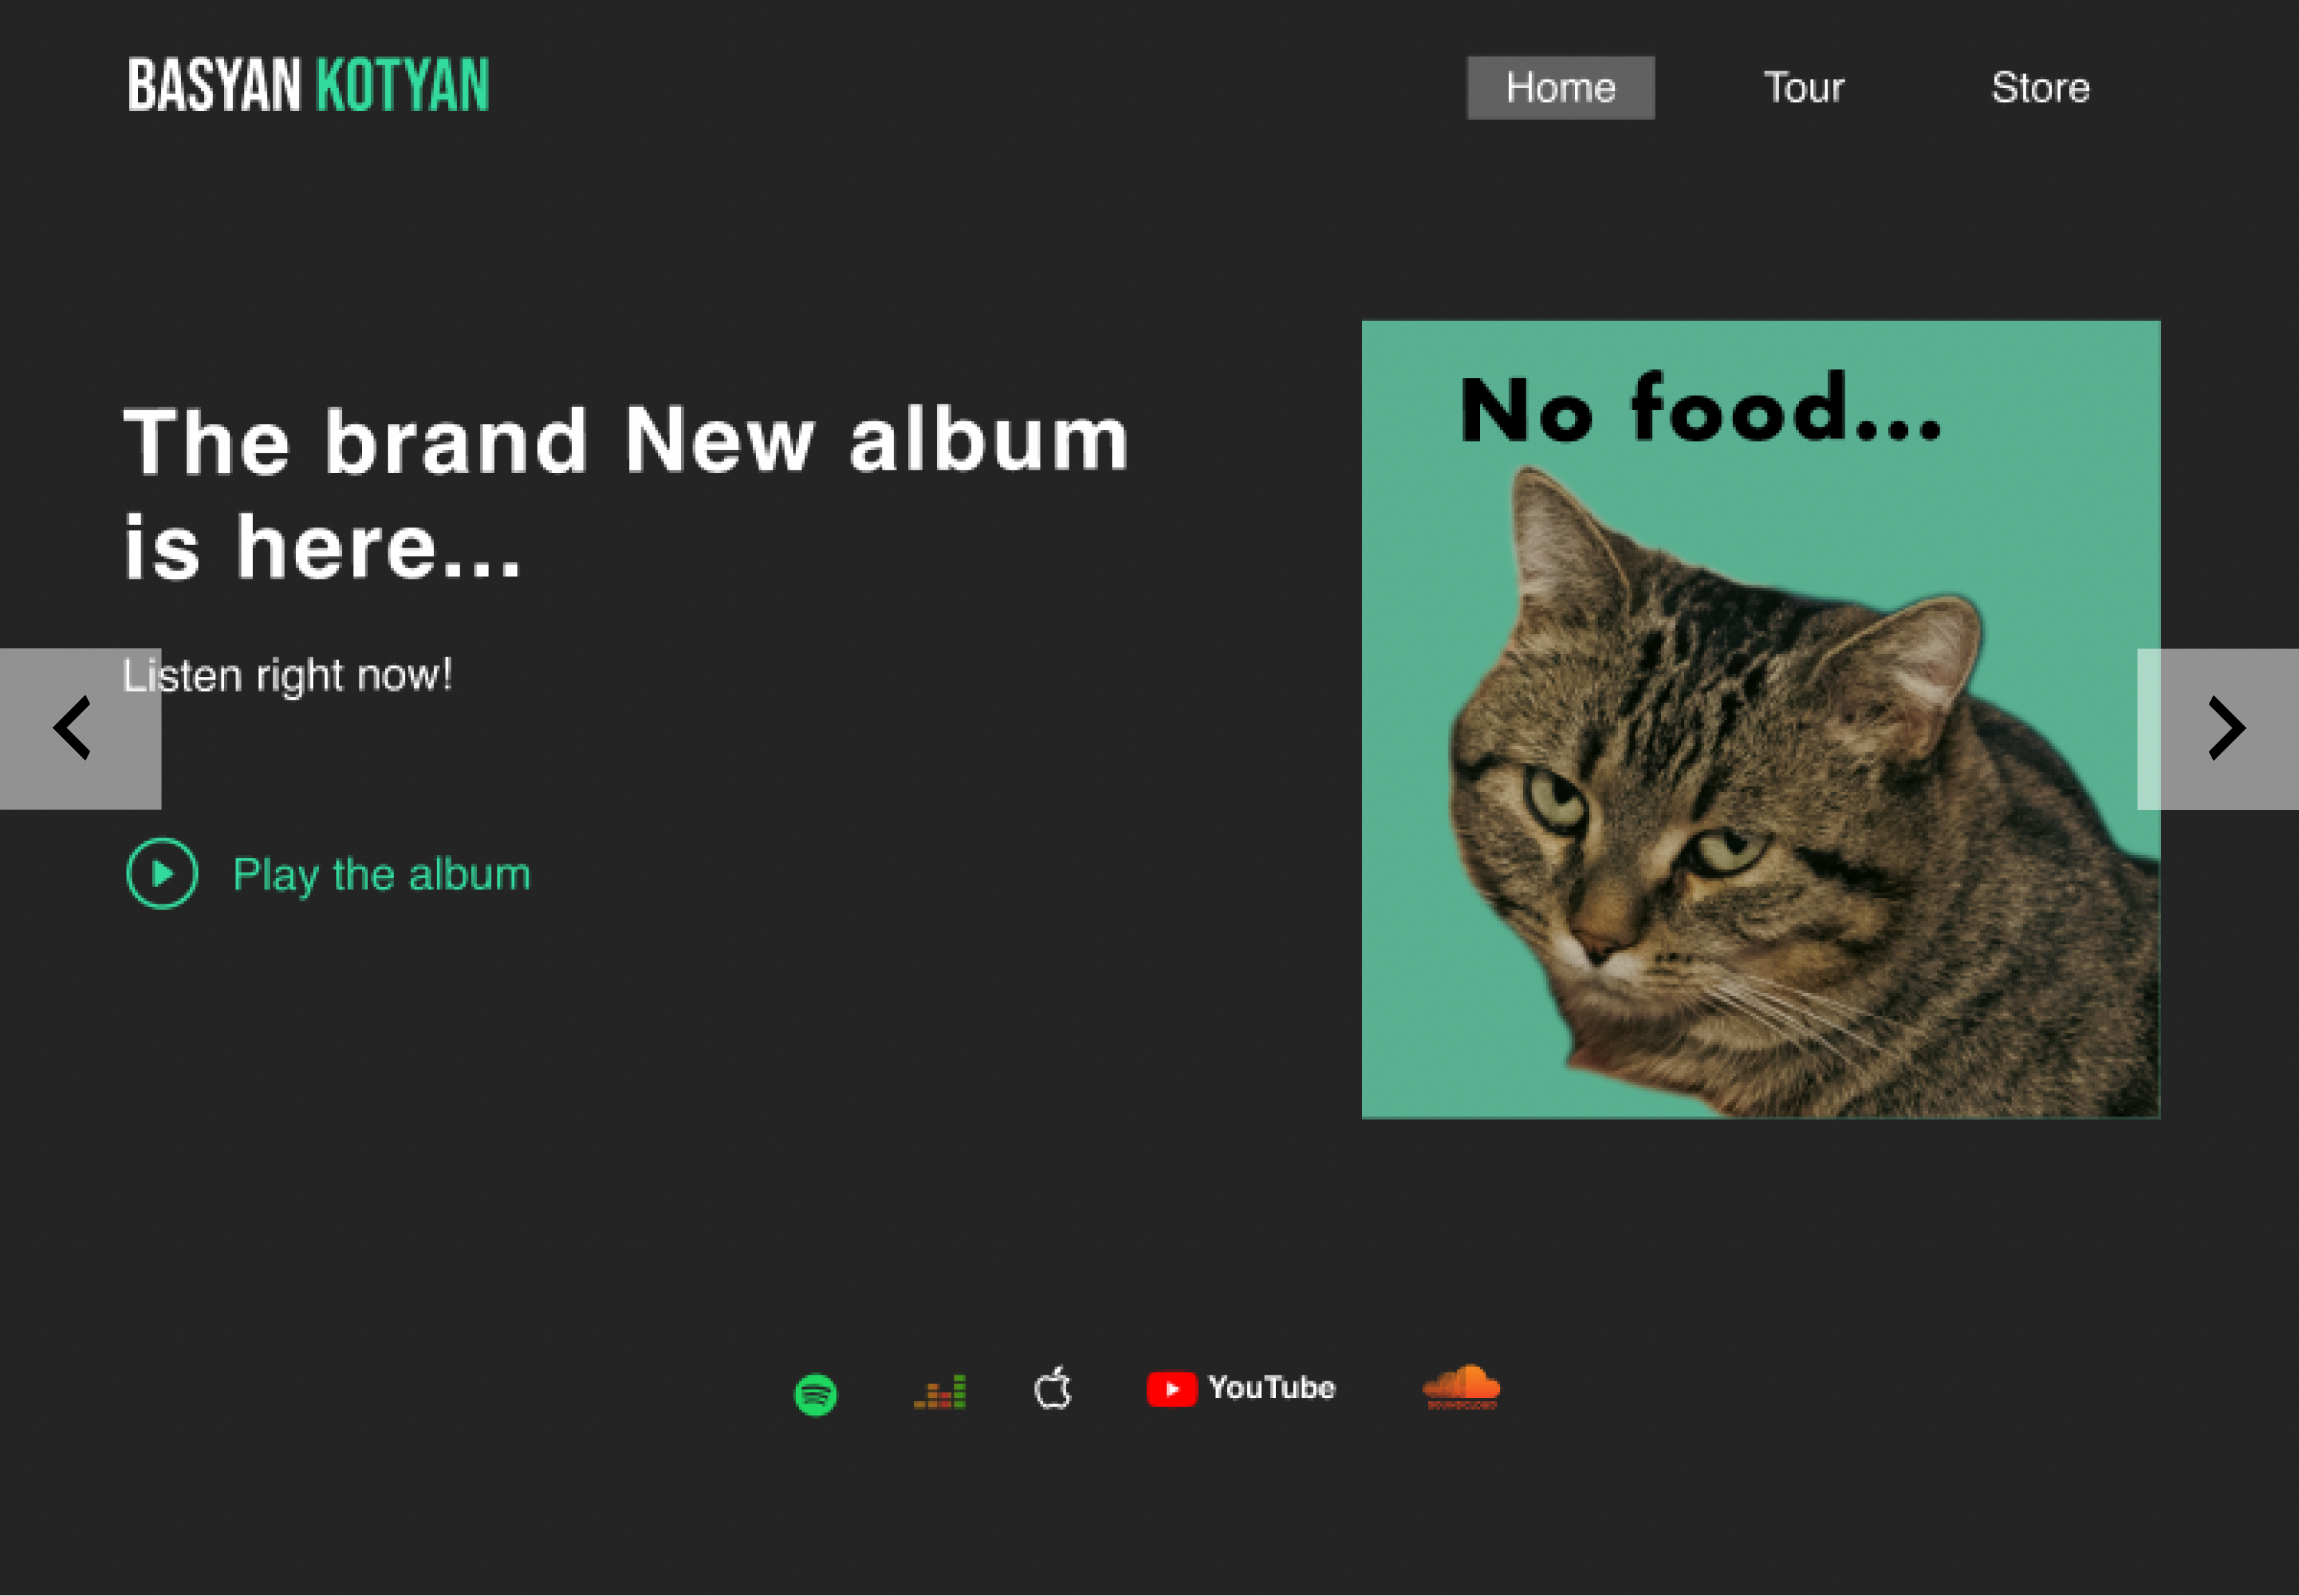 BASYAN KOTYAN
Home Tour Store
The brand New album
is here...
Listen right now!
Play the album
No food...
YouTube
SOUNDCLOUD